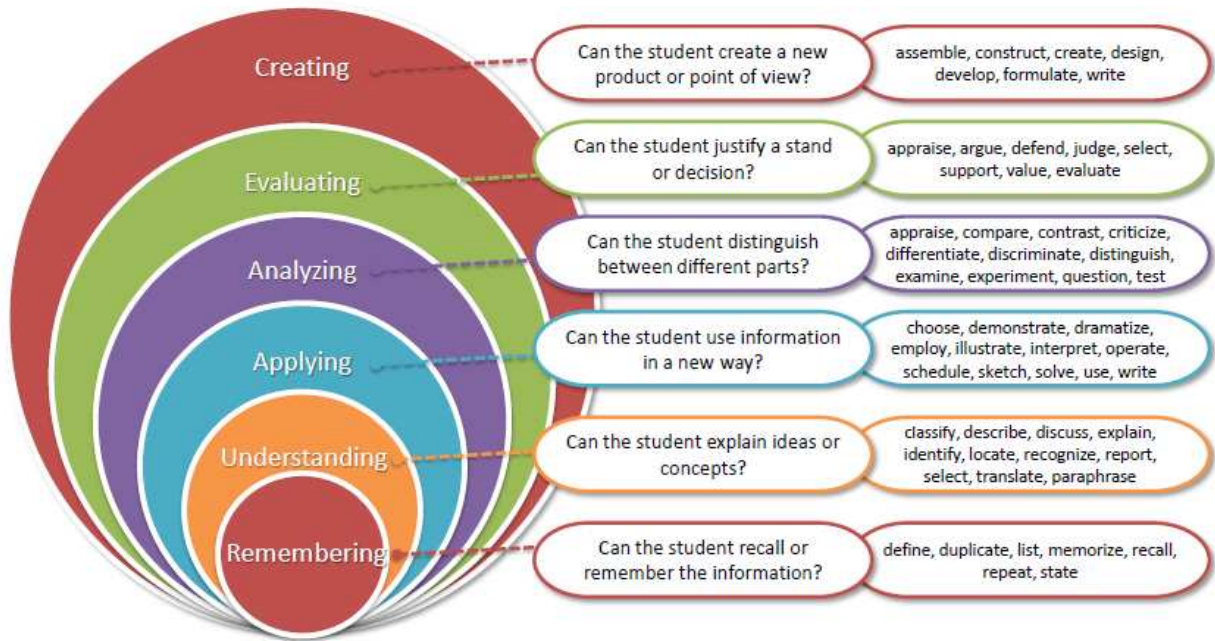 Creating
Can the student create a new
product or point of view?
assemble, construct, create, design,
develop, formulate, write
Evaluating
Can the student justify a stand
or decision?
appraise, argue, defend, judge, select,
support, value, evaluate
Analyzing
Can the student distinguish
between different parts?
appraise, compare, contrast, criticize,
differentiate, discriminate, distinguish,
examine, experiment, question, test
Applying
Can the student use information
in a new way?
choose, demonstrate, dramatize,
employ, illustrate, interpret, operate,
schedule, sketch, solve, use, write
Understanding
Can the student explain ideas or
concepts?
classify, describe, discuss, explain,
identify, locate, recognize, report,
select, translate, paraphrase
Remembering
Can the student recall or
remember the information?
define, duplicate, list, memorize, recall,
repeat, state